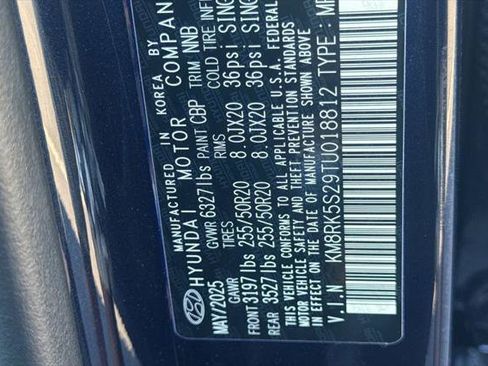 MANUFACTURED IN KOREA BY
HYUNDAI MOTOR COMPAN
MAY/2025 GVWR 6327lbs PAINT CBP TRIM NNB
GAWR TIRES RIMS COLD TIRE INF
FRONT 3197lbs 255/50R20 8.0JX20 36psi SING
REAR 3527lbs 255/50R20 8.0JX20 36psi SING
THIS VEHICLE CONFORMS TO ALL APPLICABLE U.S.A. FEDERAL
MOTOR VEHICLE SAFETY AND THEFT PREVENTION STANDARDS
IN EFFECT ON THE DATE OF MANUFACTURE SHOWN ABOVE.
V.I.N KM8RK5S29TU018812 TYPE : MP